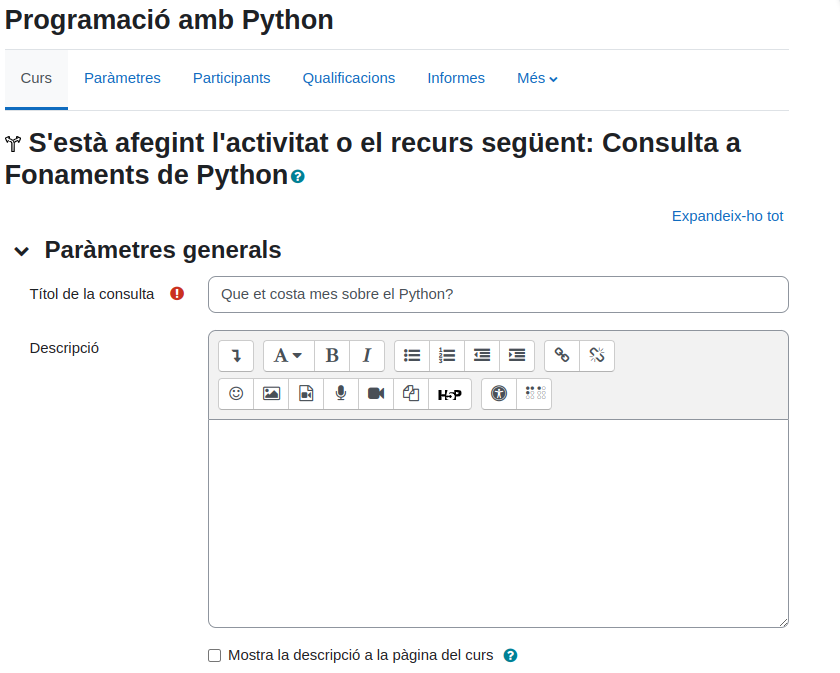 Programació amb Python
Curs Paràmetres Participants Qualificacions Informes Més
S'està afegint l'activitat o el recurs següent: Consulta a
Fonaments de Python
Expandeix-ho tot
Paràmetres generals
Títol de la consulta Que et costa mes sobre el Python?
Descripció
A B I
H5P
Mostra la descripció a la pàgina del curs